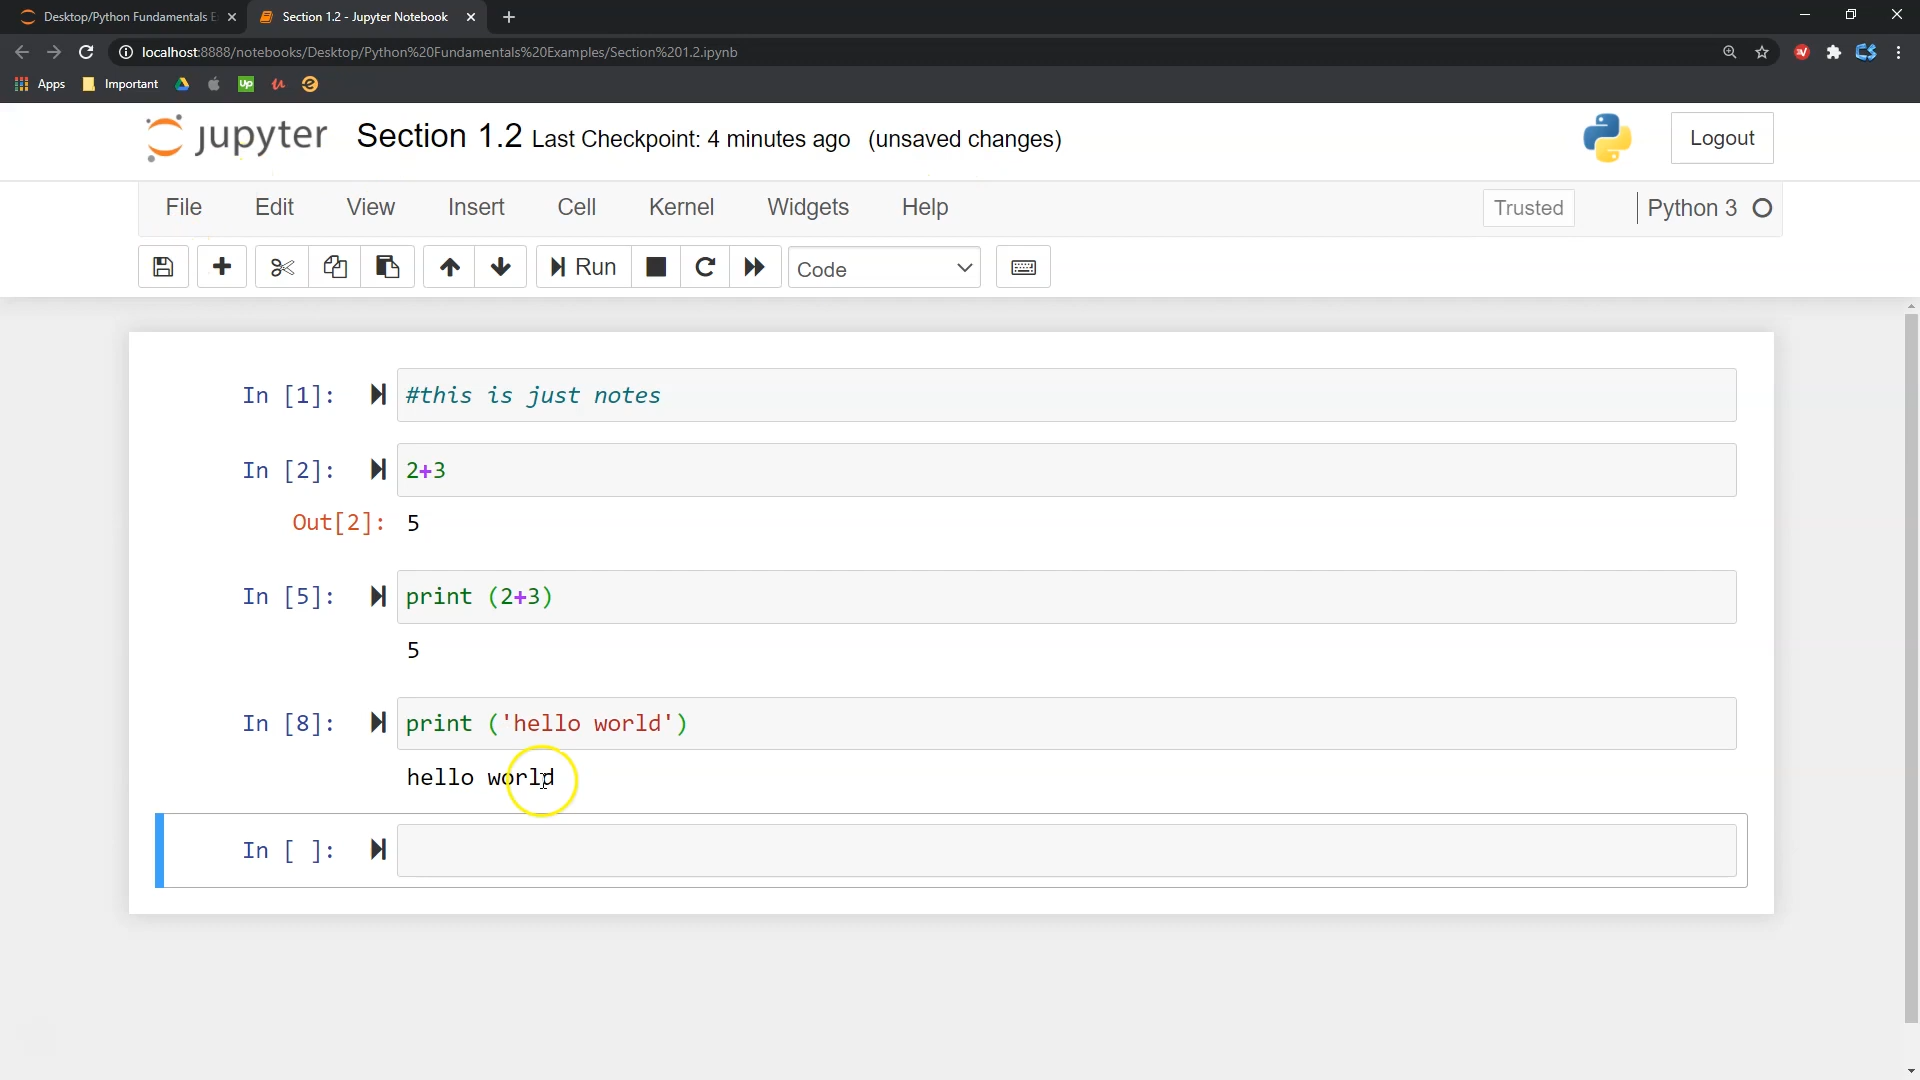 Desktop/Python Fundamentals E
Section 1.2 - Jupyter Notebook
localhost:8888/notebooks/Desktop/Python%20Fundamentals%20Examples/Section%201.2.ipynb
Apps
Important
up
jupyter Section 1.2 Last Checkpoint: 4 minutes ago (unsaved changes)
Logout
File Edit View Insert Cell Kernel Widgets Help
Trusted
Python 3
Run
Code
In [1]: #this is just notes
In [2]: 2+3
Out[2]: 5
In [5]: print (2+3)
5
In [8]: print ('hello world')
hello world
In [ ]: